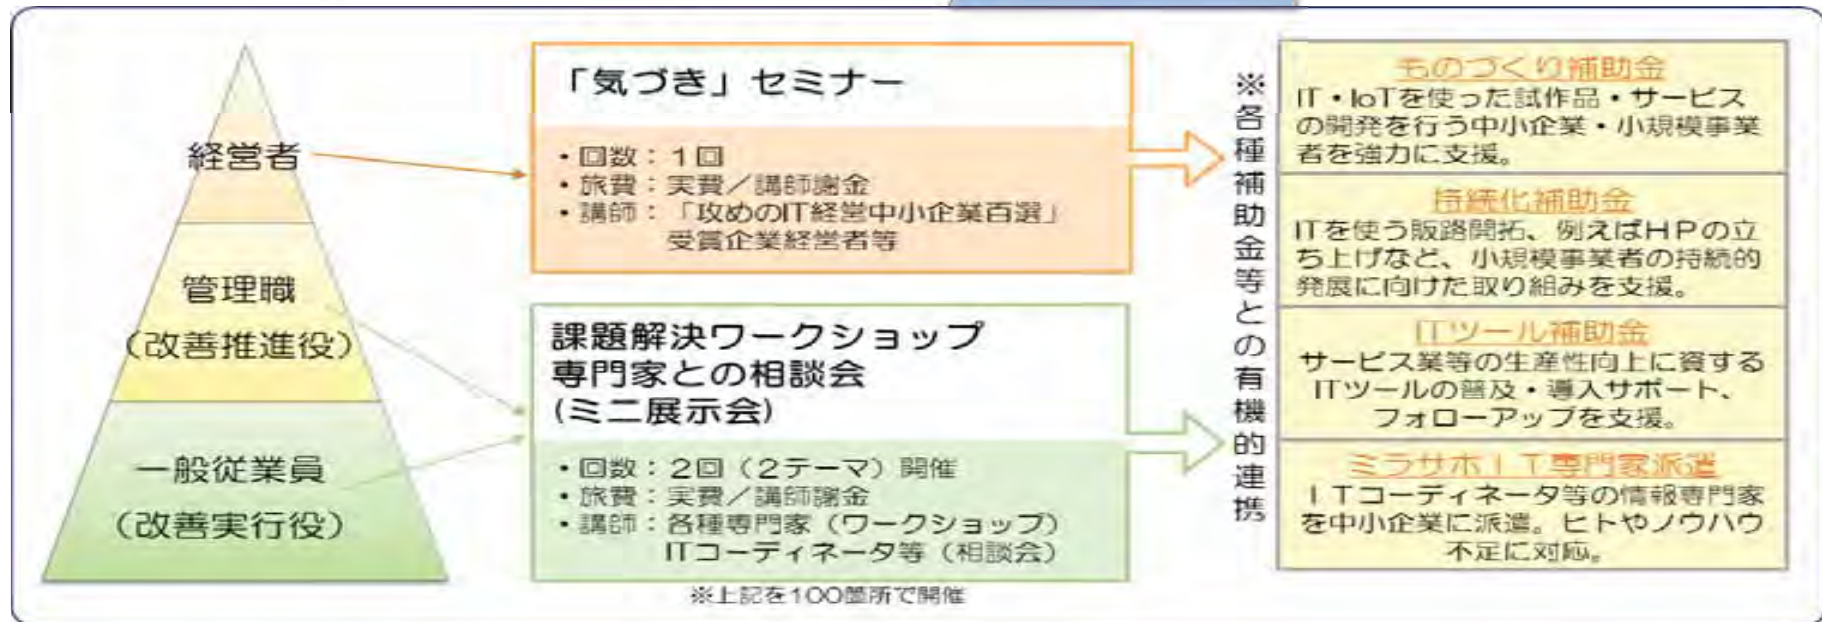 経営者
管理職
(改善推進役)
一般従業員
(改善実行役)
「気づき」セミナー
・回数：１回
・旅費：実費／講師謝金
・講師：「攻めのIT経営中小企業百選」
受賞企業経営者等
課題解決ワークショップ
専門家との相談会
(ミニ展示会)
・回数：２回（２テーマ）開催
・旅費：実費／講師謝金
・講師：各種専門家（ワークショップ）
ITコーディネータ等（相談会）
※上記を100箇所で開催
※各種補助金等との有機的連携
ものづくり補助金
IT・IoTを使った試作品・サービス
の開発を行う中小企業・小規模事業
者を強力に支援。
持続化補助金
ITを使う販路開拓、例えばＨＰの立
ち上げなど、小規模事業者の持続的
発展に向けた取り組みを支援。
ITツール補助金
サービス業等の生産性向上に資する
ITツールの普及・導入サポート、
フォローアップを支援。
ミラサポＩＴ専門家派遣
ＩＴコーディネータ等の情報専門家
を中小企業に派遣。ヒトやノウハウ
不足に対応。